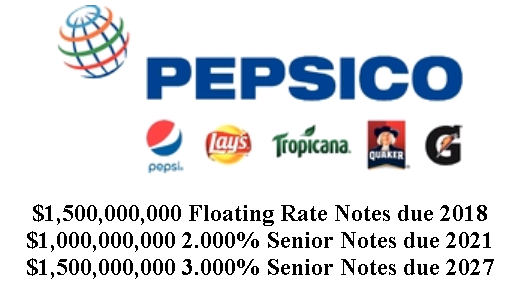 PEPSICO
pepsi. Lay's Tropicana QUAKER G
$1,500,000,000 Floating Rate Notes due 2018
$1,000,000,000 2.000% Senior Notes due 2021
$1,500,000,000 3.000% Senior Notes due 2027